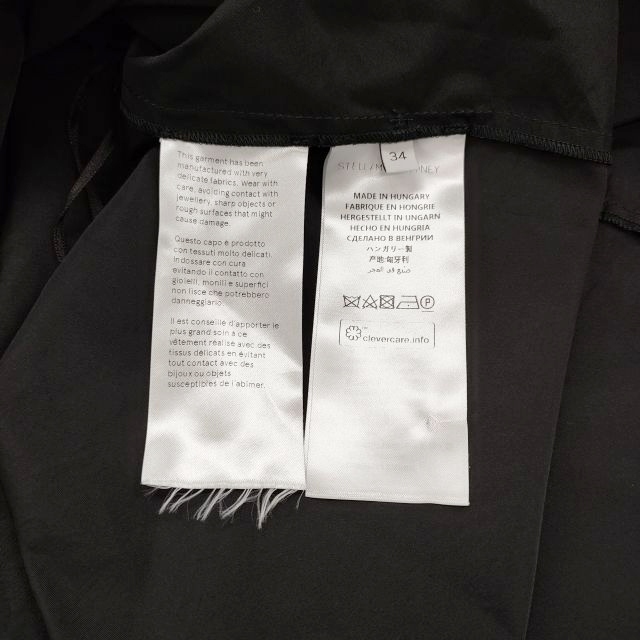 This garment has been
manufactured with very
delicate fabrics. Wear with
care, avoiding contact with
jewellery, sharp objects or
rough surfaces that might
cause damage.
Questo capo è prodotto
con tessuti molto delicati.
Indossare con cura
evitando il contatto con
gioielli, monili e superfici
non lisce che potrebbero
danneggiarlo.
Il est conseillé d'apporter le
plus grand soin à ce
vêtement réalisé avec des
tissus délicats en évitant
tout contact avec des
bijoux ou objets
susceptibles de l'abîmer.
34
MADE IN HUNGARY
FABRIQUE EN HONGRIE
HERGESTELLT IN UNGARN
HECHO EN HUNGRIA
СДЕЛАНО В ВЕНГРИИ
ハンガリー製
产地:匈牙利
صنع في المجر
TM
clevercare.info